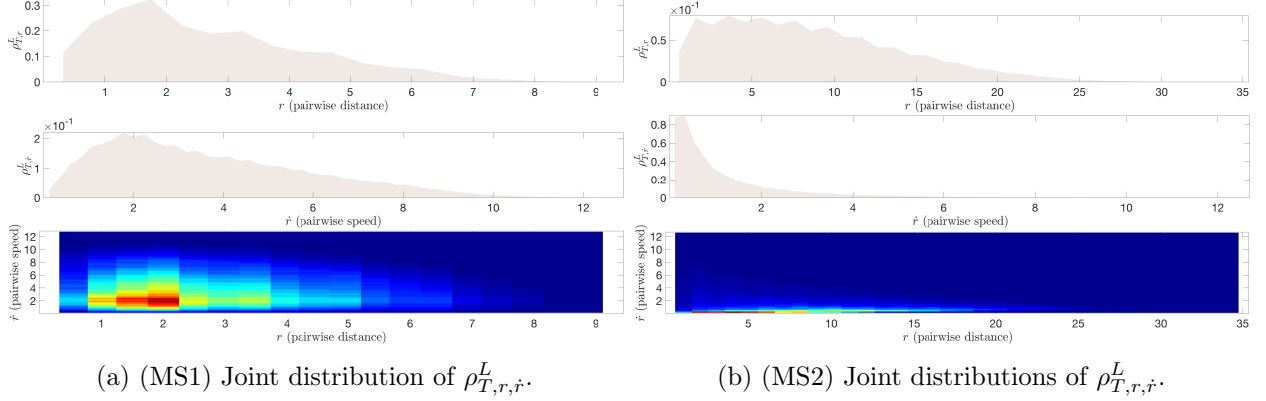 0.3
0.2
0.1
0
ρ^L_{T,r}
1 2 3 4 5 6 7 8 9
r (pairwise distance)
×10^{-1}
2
1
0
ρ^L_{T,ṙ}
2 4 6 8 10 12
ṙ (pairwise speed)
12
10
8
6
4
2
ṙ (pairwise speed)
1 2 3 4 5 6 7 8 9
r (pairwise distance)
(a) (MS1) Joint distribution of ρ^L_{T,r,ṙ}.
×10^{-1}
0.5
0
ρ^L_{T,r}
5 10 15 20 25 30 35
r (pairwise distance)
0.8
0.6
0.4
0.2
0
ρ^L_{T,ṙ}
2 4 6 8 10 12
ṙ (pairwise speed)
12
10
8
6
4
2
ṙ (pairwise speed)
5 10 15 20 25 30 35
r (pairwise distance)
(b) (MS2) Joint distributions of ρ^L_{T,r,ṙ}.